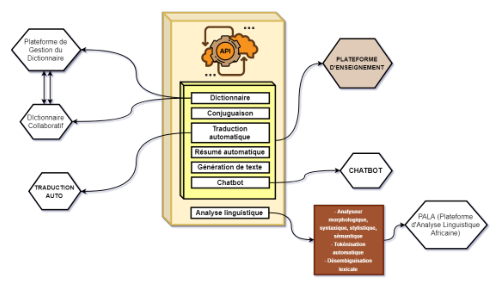 Plateforme de
Gestion du
Dictionnaire
Dictionnaire
Collaboratif
TRADUCTION
AUTO
API
Dictionnaire
Conjuguaison
Traduction
automatique
Résumé automatique
Génération de texte
Chatbot
Analyse linguistique
PLATEFORME
D'ENSEIGNEMENT
CHATBOT
- Analyseur
morphologique,
syntaxique, stylistique,
sémantique
- Tokénisation
automatique
- Désambiguisation
lexicale
PALA (Plateforme
d'Analyse Linguistique
Africaine)